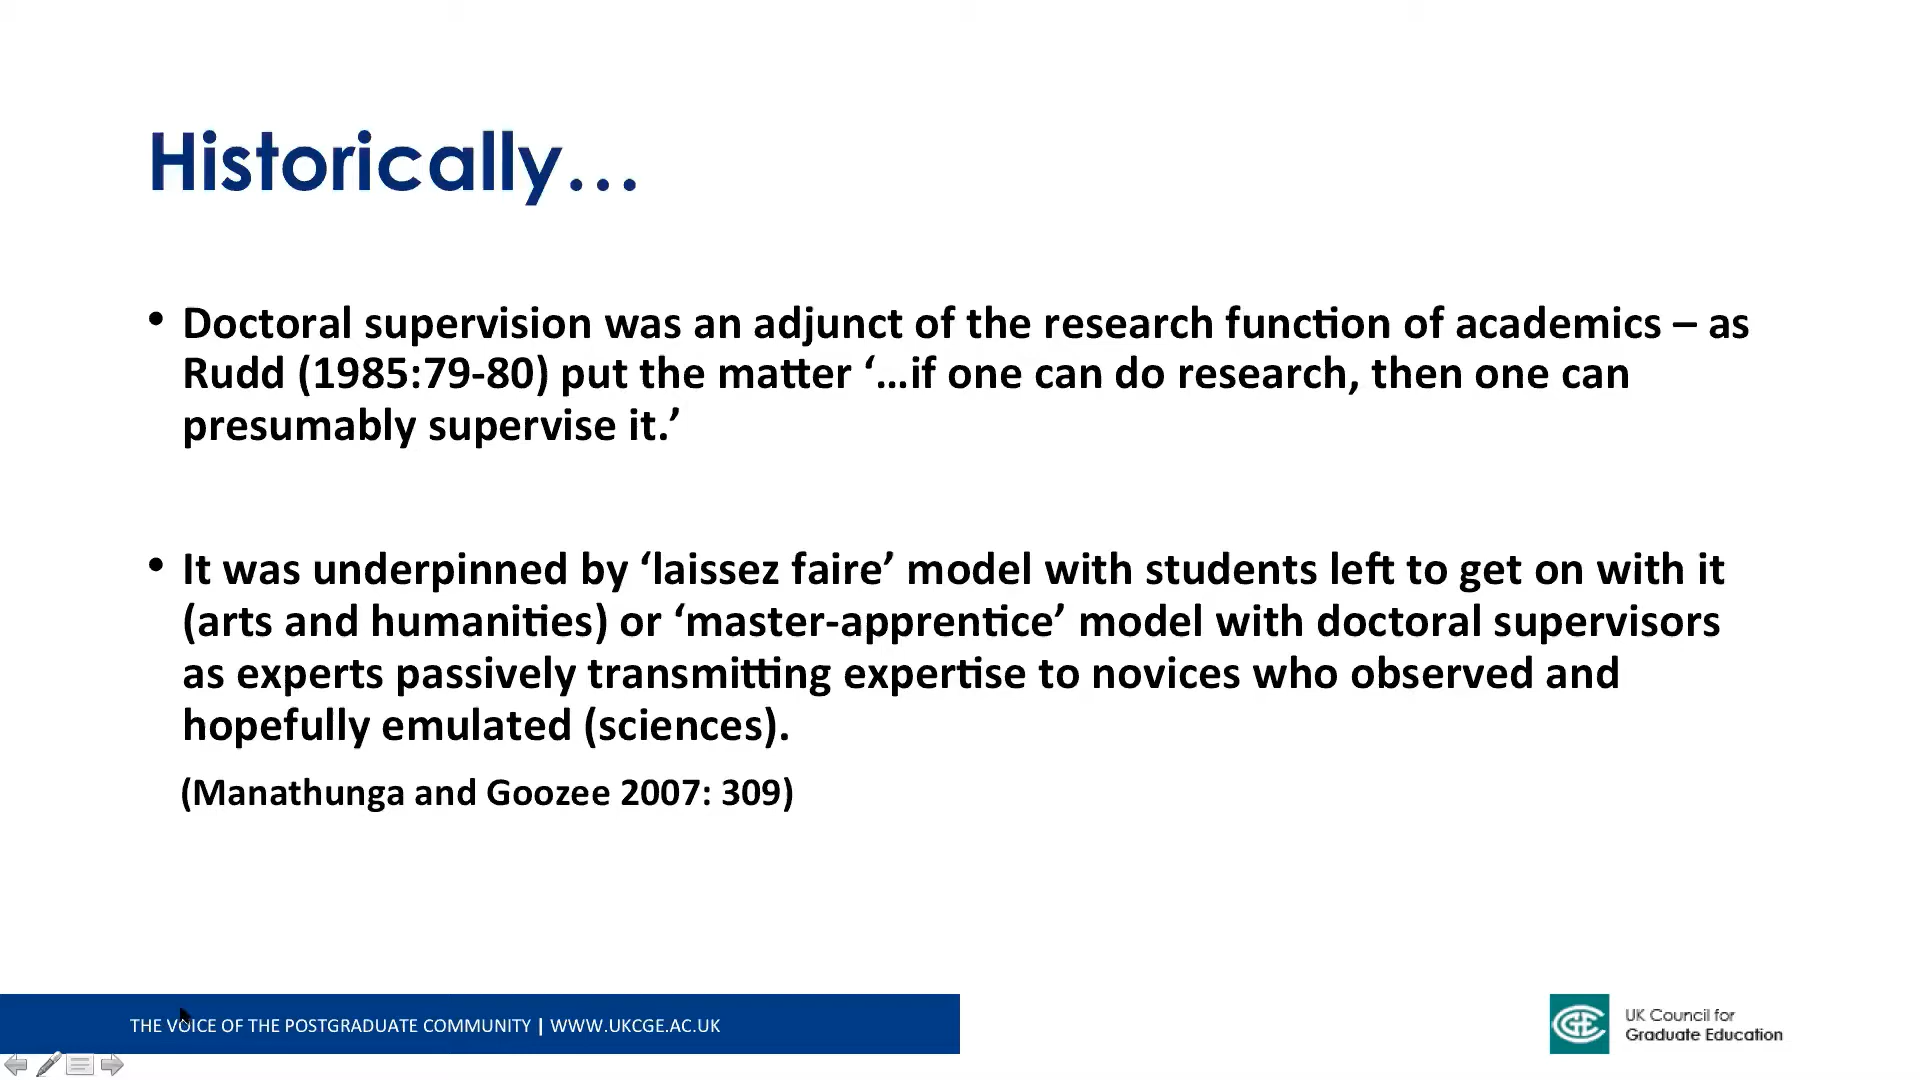 Historically...
• Doctoral supervision was an adjunct of the research function of academics – as
Rudd (1985:79-80) put the matter ‘...if one can do research, then one can
presumably supervise it.’
• It was underpinned by ‘laissez faire’ model with students left to get on with it
(arts and humanities) or ‘master-apprentice’ model with doctoral supervisors
as experts passively transmitting expertise to novices who observed and
hopefully emulated (sciences).
(Manathunga and Goozee 2007: 309)
THE VOICE OF THE POSTGRADUATE COMMUNITY | WWW.UKCGE.AC.UK
UK Council for
Graduate Education